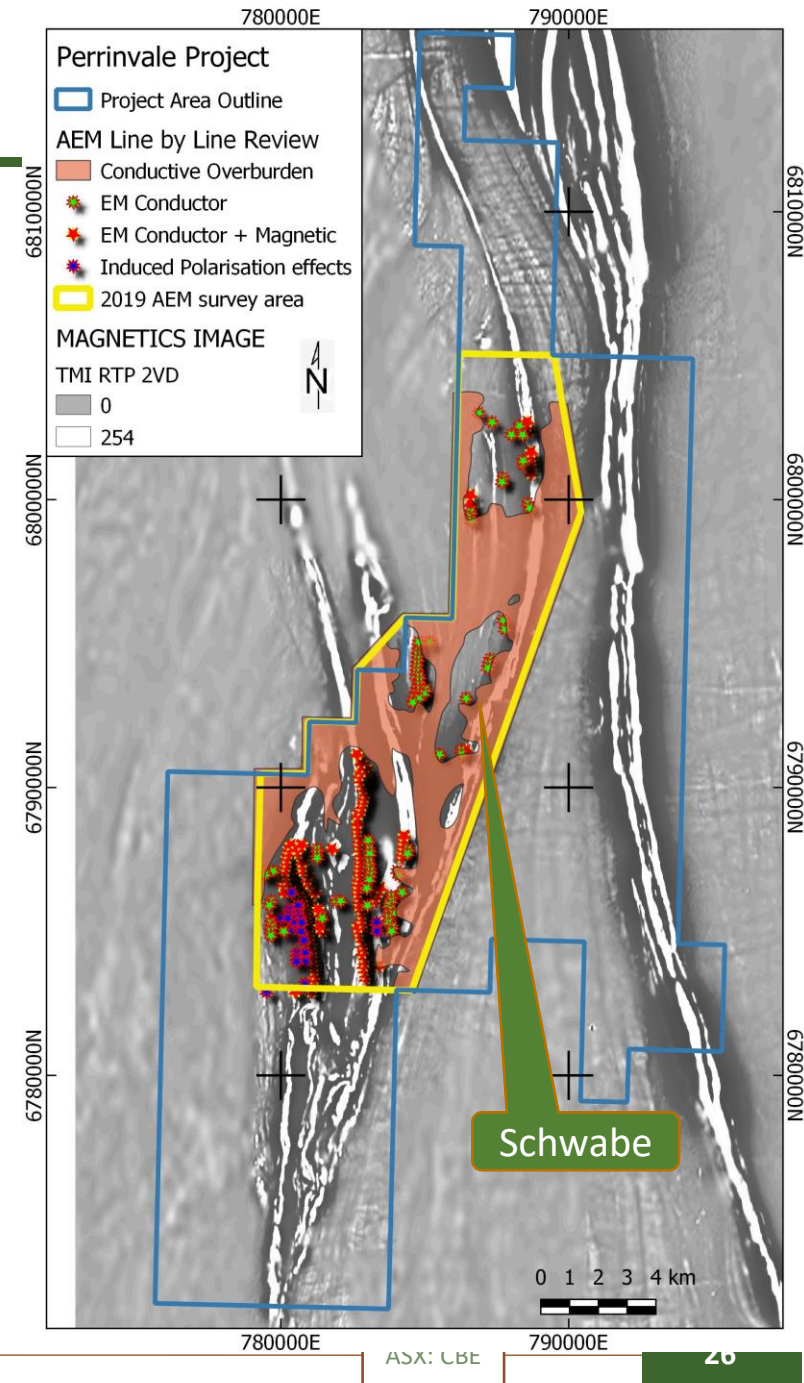 780000E
790000E
Perrinvale Project
Project Area Outline
AEM Line by Line Review
Conductive Overburden
EM Conductor
EM Conductor + Magnetic
Induced Polarisation effects
2019 AEM survey area
MAGNETICS IMAGE
TMI RTP 2VD
0
254
N
6810000N
6810000N
6800000N
6800000N
6790000N
6790000N
6780000N
6780000N
Schwabe
0 1 2 3 4 km
780000E
790000E
ASX: CBE
26